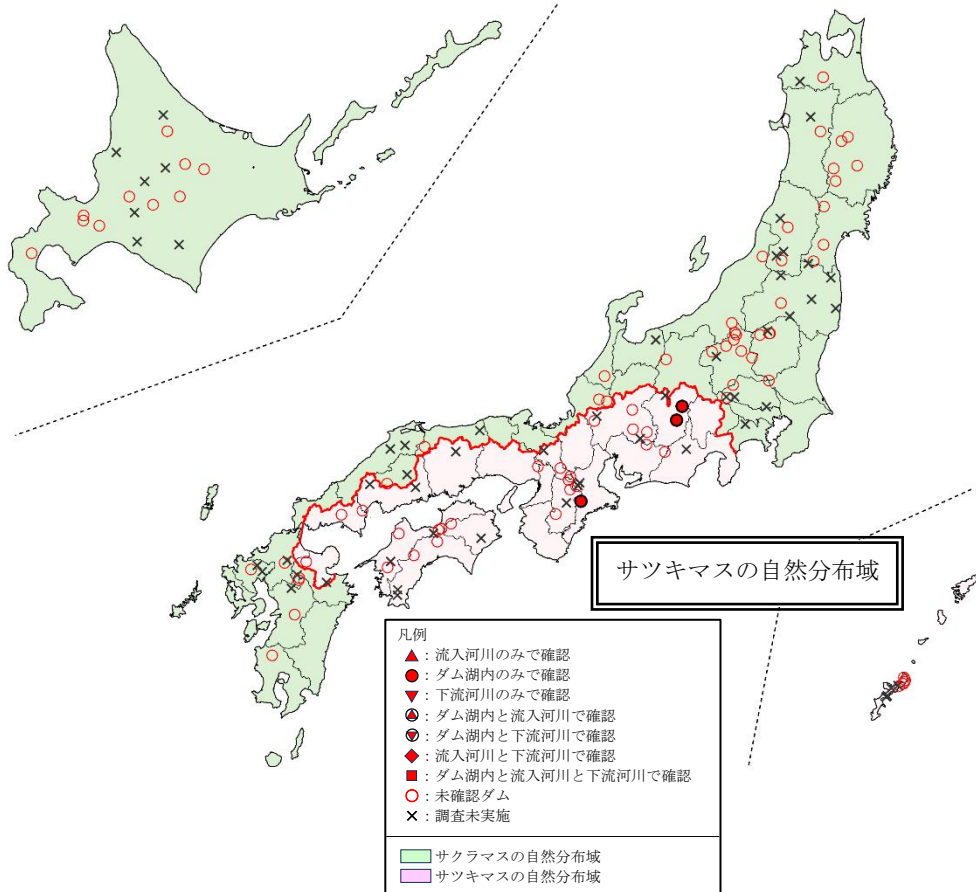 サツキマスの自然分布域
凡例
▲：流入河川のみで確認
●：ダム湖内のみで確認
▼：下流河川のみで確認
：ダム湖内と流入河川で確認
：ダム湖内と下流河川で確認
◆：流入河川と下流河川で確認
■：ダム湖内と流入河川と下流河川で確認
○：未確認ダム
×：調査未実施
サクラマスの自然分布域
サツキマスの自然分布域